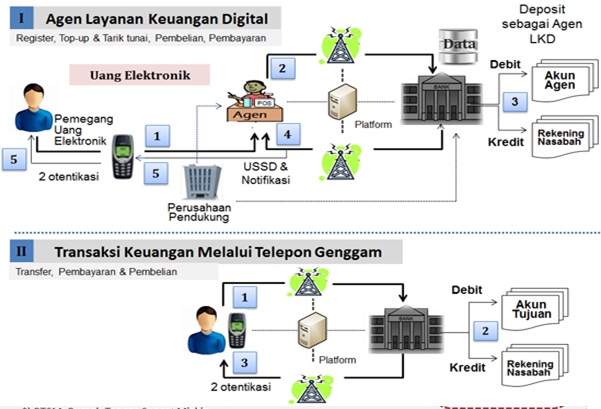 I Agen Layanan Keuangan Digital
Register, Top-up & Tarik tunai, Pembelian, Pembayaran
Deposit
sebagai Agen
LKD
Data
Uang Elektronik
2
Debit
Akun
Agen
BANK
POS
Agen
3
Pemegang
Uang
Elektronik
Platform
1
4
Kredit
Rekening
Nasabah
5
5
2 otentikasi
USSD &
Notifikasi
Perusahaan
Pendukung
II Transaksi Keuangan Melalui Telepon Genggam
Transfer, Pembayaran & Pembelian
1
Debit
Akun
Tujuan
BANK
2
Platform
3
Kredit
Rekening
Nasabah
2 otentikasi